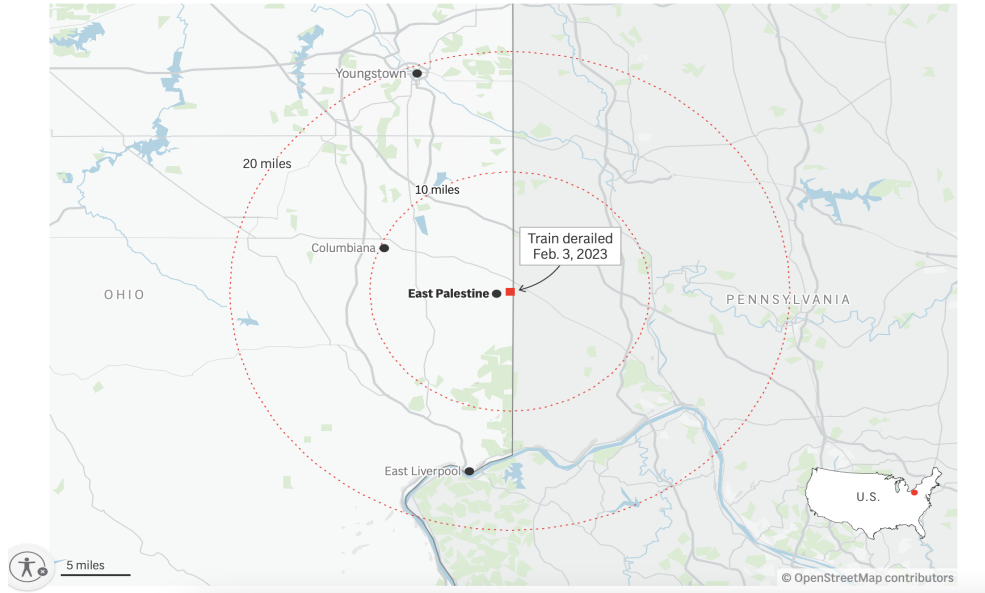 Youngstown
20 miles
10 miles
Columbiana
Train derailed
Feb. 3, 2023
OHIO
East Palestine
PENNSYLVANIA
East Liverpool
U.S.
5 miles
© OpenStreetMap contributors